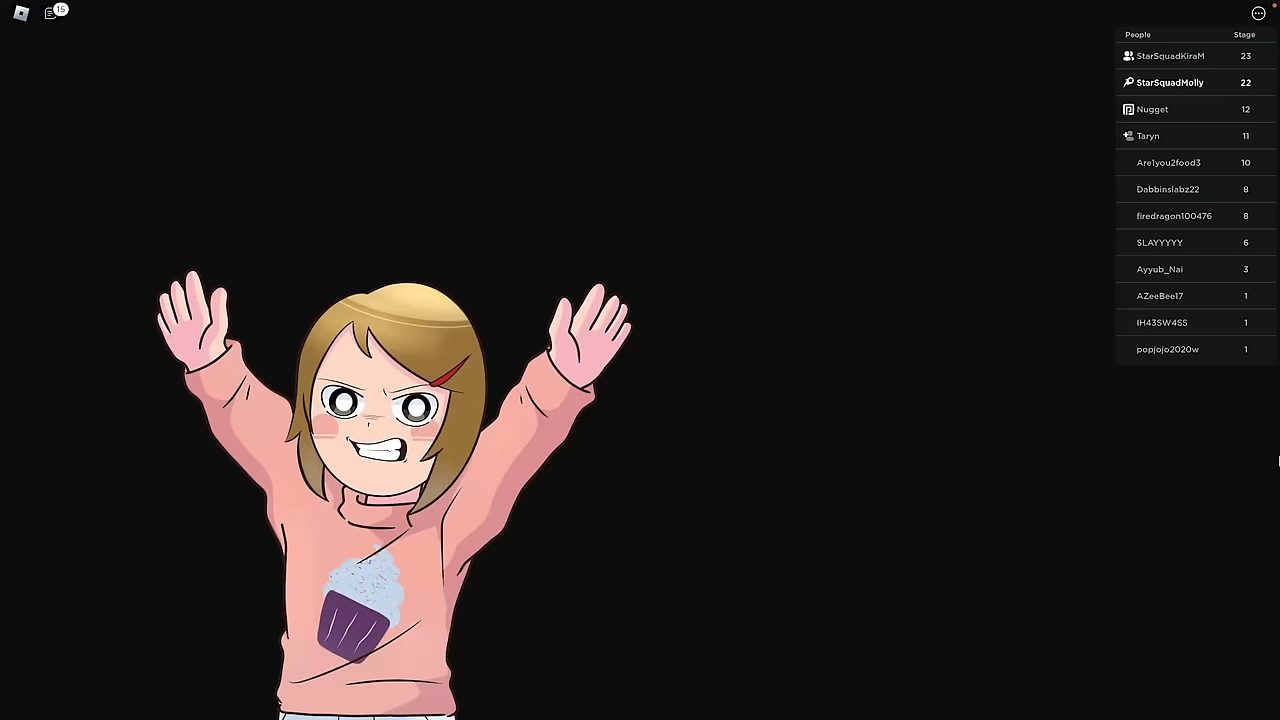 15
People Stage
StarSquadKiraM 23
StarSquadMolly 22
Nugget 12
Taryn 11
Are1you2food3 10
Dabbinslabz22 8
firedragon100476 8
SLAYYYYY 6
Ayyub_Nai 3
AZeeBee17 1
IH43SW4SS 1
popjojo2020w 1